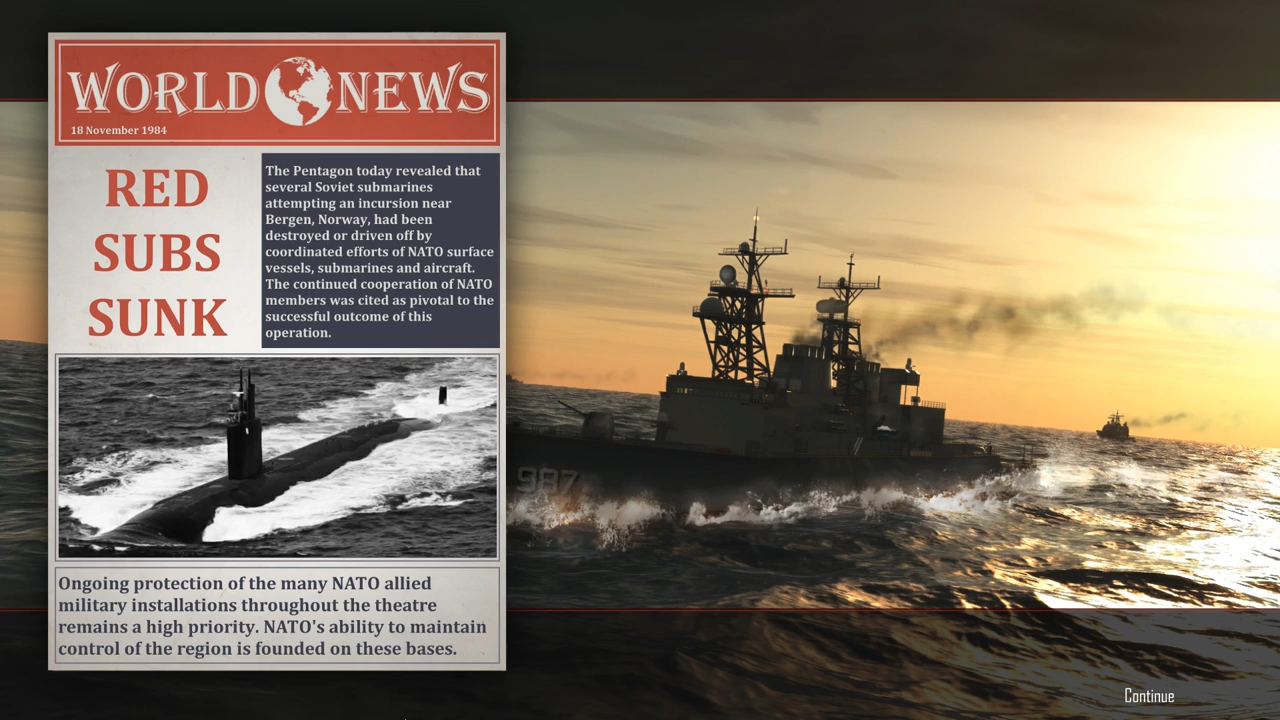 WORLD NEWS
18 November 1984
RED
SUBS
SUNK
The Pentagon today revealed that
several Soviet submarines
attempting an incursion near
Bergen, Norway, had been
destroyed or driven off by
coordinated efforts of NATO surface
vessels, submarines and aircraft.
The continued cooperation of NATO
members was cited as pivotal to the
successful outcome of this
operation.
Ongoing protection of the many NATO allied
military installations throughout the theatre
remains a high priority. NATO's ability to maintain
control of the region is founded on these bases.
987
Continue